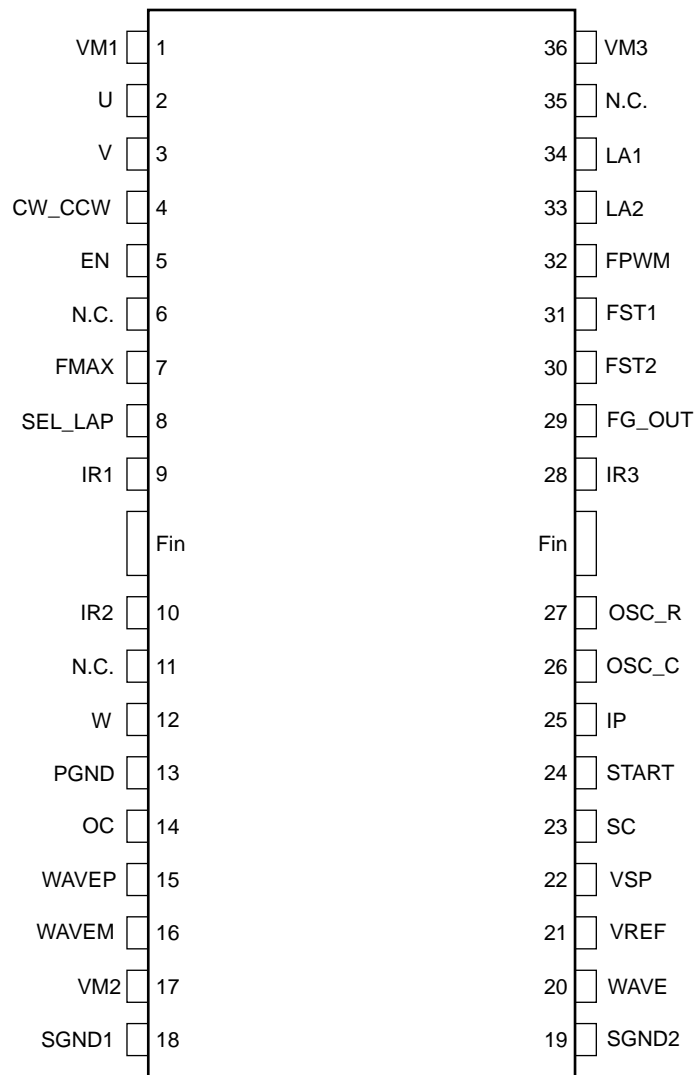 VM1 1 36 VM3
U 2 35 N.C.
V 3 34 LA1
CW_CCW 4 33 LA2
EN 5 32 FPWM
N.C. 6 31 FST1
FMAX 7 30 FST2
SEL_LAP 8 29 FG_OUT
IR1 9 28 IR3
Fin Fin
IR2 10 27 OSC_R
N.C. 11 26 OSC_C
W 12 25 IP
PGND 13 24 START
OC 14 23 SC
WAVEP 15 22 VSP
WAVEM 16 21 VREF
VM2 17 20 WAVE
SGND1 18 19 SGND2